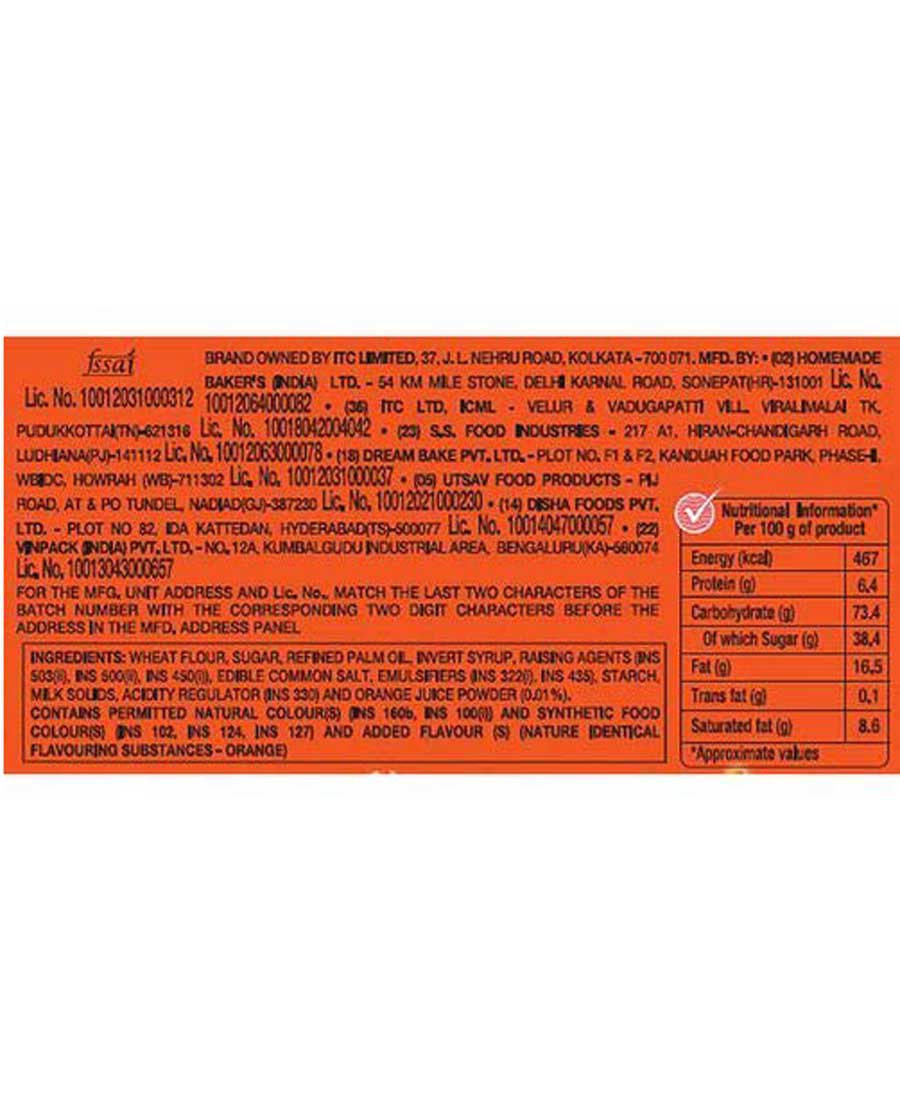 fssai
Lic. No. 10012031000312
BRAND OWNED BY ITC LIMITED, 37, J. L. NEHRU ROAD, KOLKATA - 700 071. MFD. BY: • (02) HOMEMADE
BAKER'S (INDIA) LTD. - 54 KM MILE STONE, DELHI KARNAL ROAD, SONEPAT(HR)-131001 Lic. No.
10012064000082 • (36) ITC LTD, ICML - VELUR & VADUGAPATTI VILL. VIRALIMALAI TK,
PUDUKKOTTAI(TN)-621316 Lic. No. 10018042004042 • (23) S.S. FOOD INDUSTRIES - 217 A1, HIRAN-CHANDIGARH ROAD,
LUDHIANA(PJ)-141112 Lic. No. 10012063000078 • (18) DREAM BAKE PVT. LTD. - PLOT NO. F1 & F2, KANDUAH FOOD PARK, PHASE-II,
WBIDC, HOWRAH (WB)-711302 Lic. No. 10012031000037 • (05) UTSAV FOOD PRODUCTS - PIJ
ROAD, AT & PO TUNDEL, NADIAD(GJ)-387230 Lic. No. 10012021000230 • (14) DISHA FOODS PVT.
LTD. - PLOT NO 82, IDA KATTEDAN, HYDERABAD(TS)-500077 Lic. No. 10014047000057 • (22)
VINPACK (INDIA) PVT. LTD. - NO. 12A, KUMBALGUDU INDUSTRIAL AREA, BENGALURU(KA)-560074
Lic. No. 10013043000657
FOR THE MFG. UNIT ADDRESS AND Lic. No., MATCH THE LAST TWO CHARACTERS OF THE
BATCH NUMBER WITH THE CORRESPONDING TWO DIGIT CHARACTERS BEFORE THE
ADDRESS IN THE MFD. ADDRESS PANEL
INGREDIENTS: WHEAT FLOUR, SUGAR, REFINED PALM OIL, INVERT SYRUP, RAISING AGENTS (INS
503(ii), INS 500(ii), INS 450(i)), EDIBLE COMMON SALT, EMULSIFIERS (INS 322(i), INS 435), STARCH,
MILK SOLIDS, ACIDITY REGULATOR (INS 330) AND ORANGE JUICE POWDER (0.01%).
CONTAINS PERMITTED NATURAL COLOUR(S) (INS 160b, INS 100(i)) AND SYNTHETIC FOOD
COLOUR(S) (INS 102, INS 124, INS 127) AND ADDED FLAVOUR (S) (NATURE IDENTICAL
FLAVOURING SUBSTANCES - ORANGE)
Nutritional Information*
Per 100 g of product
Energy (kcal) 467
Protein (g) 6.4
Carbohydrate (g) 73.4
Of which Sugar (g) 38.4
Fat (g) 16.5
Trans fat (g) 0.1
Saturated fat (g) 8.6
*Approximate values